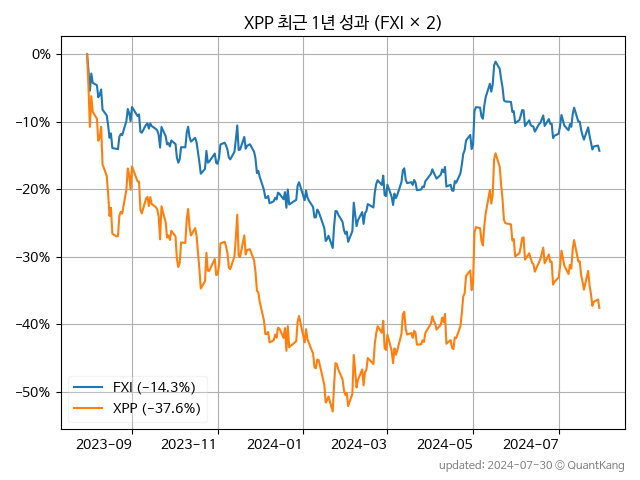 XPP 최근 1년 성과 (FXI × 2)
0%
−10%
−20%
−30%
−40%
−50%
FXI (−14.3%)
XPP (−37.6%)
2023-09 2023-11 2024-01 2024-03 2024-05 2024-07
updated: 2024-07-30 © QuantKang